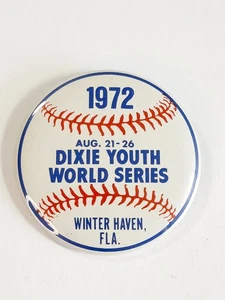 1972
AUG. 21-26
DIXIE YOUTH
WORLD SERIES
WINTER HAVEN,
FLA.